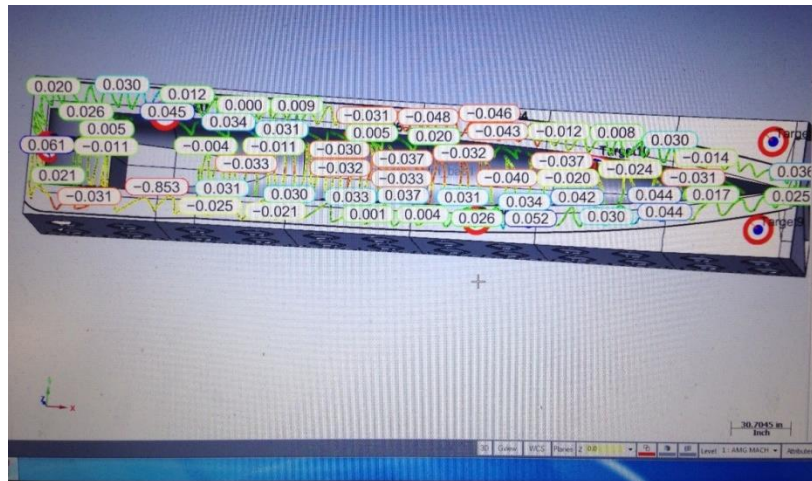 0.020 0.030 0.012 0.000 0.009 -0.031 -0.048 -0.046
0.026 0.045 0.034 0.031 0.005 0.020 -0.043 -0.012 0.008 0.030
0.061 0.005 -0.011 -0.004 -0.011 -0.030 -0.037 -0.032 -0.037 -0.024 -0.014
-0.033 -0.032 -0.033 -0.040 -0.020 -0.031 0.036
0.021 -0.031 -0.853 0.031 0.030 0.033 0.037 0.031 0.034 0.042 0.044 0.017 0.025
-0.025 -0.021 0.001 0.004 0.026 0.052 0.030 0.044
X
30.7045 in
Inch
3D Gview WCS Planes Z 0.0 Level 1 : AMG MACH Attributes